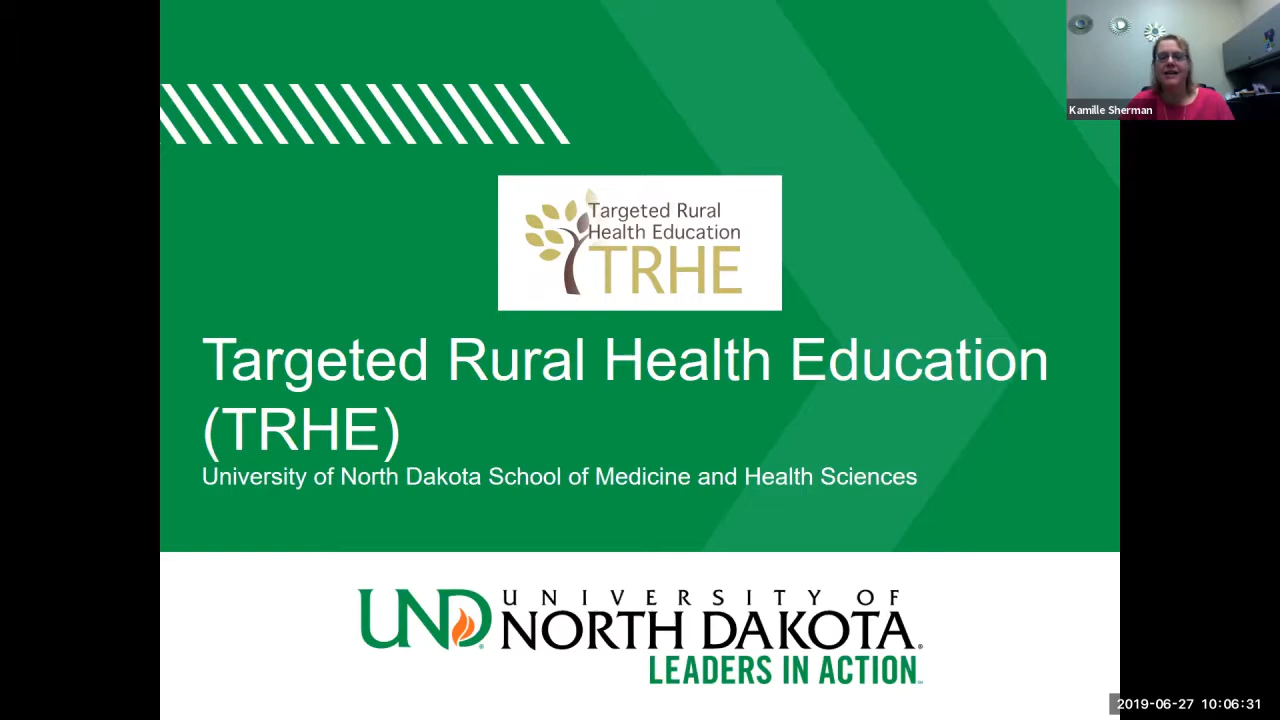 Kamille Sherman
Targeted Rural
Health Education
TRHE
Targeted Rural Health Education
(TRHE)
University of North Dakota School of Medicine and Health Sciences
UND
UNIVERSITY OF
NORTH DAKOTA.
LEADERS IN ACTION
2019-06-27 10:06:31